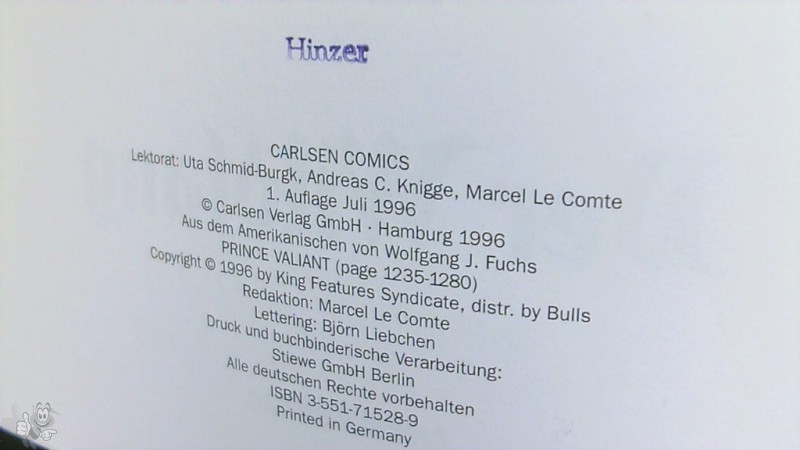 Hinzer
CARLSEN COMICS
Lektorat: Uta Schmid-Burgk, Andreas C. Knigge, Marcel Le Comte
1. Auflage Juli 1996
© Carlsen Verlag GmbH · Hamburg 1996
Aus dem Amerikanischen von Wolfgang J. Fuchs
PRINCE VALIANT (page 1235-1280)
Copyright © 1996 by King Features Syndicate, distr. by Bulls
Redaktion: Marcel Le Comte
Lettering: Björn Liebchen
Druck und buchbinderische Verarbeitung:
Stiewe GmbH Berlin
Alle deutschen Rechte vorbehalten
ISBN 3-551-71528-9
Printed in Germany